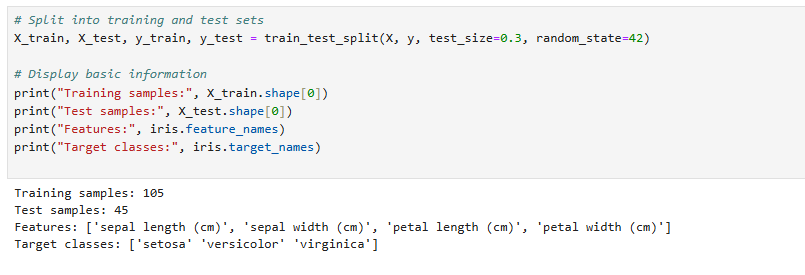 # Split into training and test sets
X_train, X_test, y_train, y_test = train_test_split(X, y, test_size=0.3, random_state=42)
# Display basic information
print("Training samples:", X_train.shape[0])
print("Test samples:", X_test.shape[0])
print("Features:", iris.feature_names)
print("Target classes:", iris.target_names)
Training samples: 105
Test samples: 45
Features: ['sepal length (cm)', 'sepal width (cm)', 'petal length (cm)', 'petal width (cm)']
Target classes: ['setosa' 'versicolor' 'virginica']